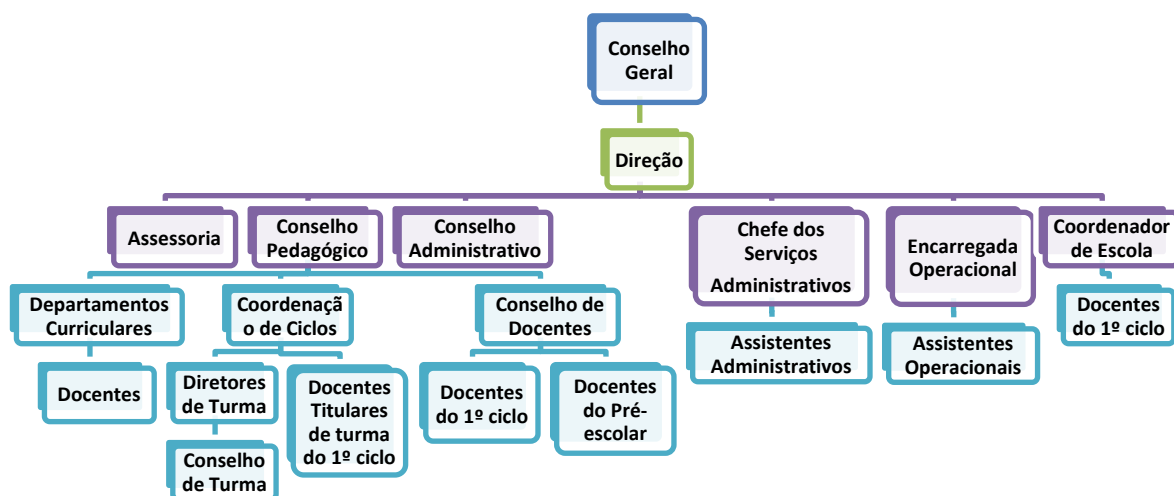 Conselho
Geral
Direção
Assessoria
Conselho
Pedagógico
Conselho
Administrativo
Chefe dos
Serviços
Administrativos
Encarregada
Operacional
Coordenador
de Escola
Departamentos
Curriculares
Coordenaçã
o de Ciclos
Conselho de
Docentes
Assistentes
Administrativos
Assistentes
Operacionais
Docentes
do 1º ciclo
Docentes
Diretores
de Turma
Docentes
Titulares
de turma
do 1º ciclo
Docentes
do 1º ciclo
Docentes
do Pré-
escolar
Conselho
de Turma